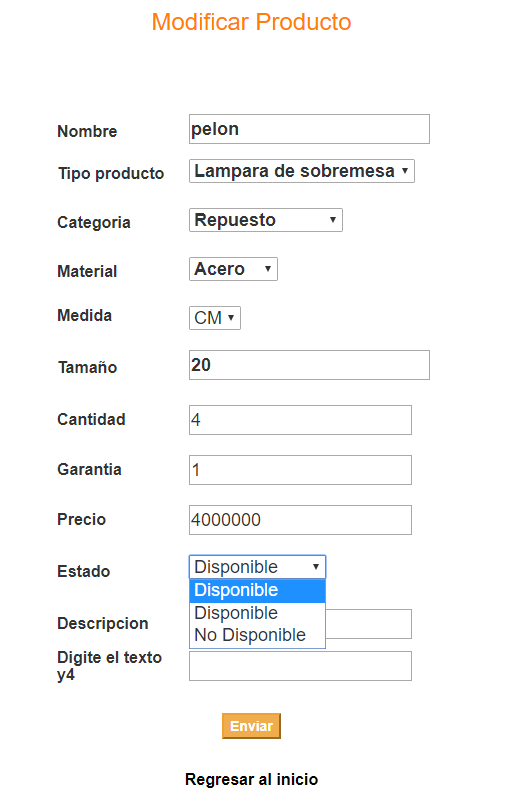 Modificar Producto
Nombre pelon
Tipo producto Lampara de sobremesa
Categoria Repuesto
Material Acero
Medida CM
Tamaño 20
Cantidad 4
Garantia 1
Precio 4000000
Estado Disponible
Disponible
Disponible
No Disponible
Descripcion
Digite el texto
y4
Enviar
Regresar al inicio